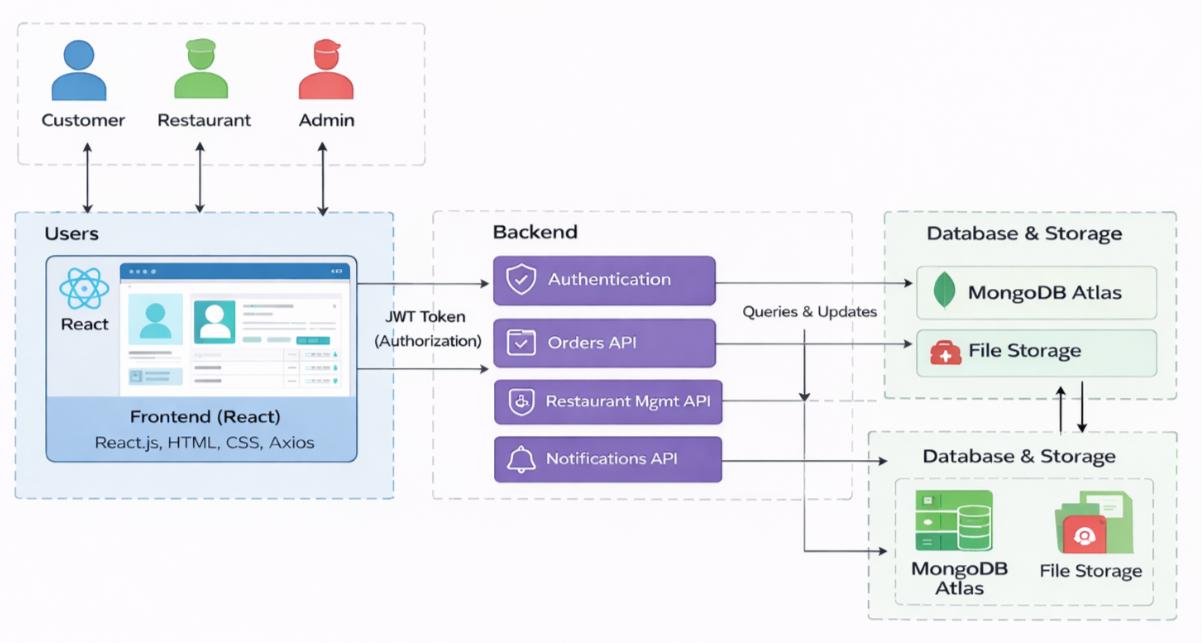 Customer
Restaurant
Admin
Users
React
Frontend (React)
React.js, HTML, CSS, Axios
JWT Token
(Authorization)
Backend
Authentication
Orders API
Restaurant Mgmt API
Notifications API
Queries & Updates
Database & Storage
MongoDB Atlas
File Storage
Database & Storage
MongoDB
Atlas
File Storage